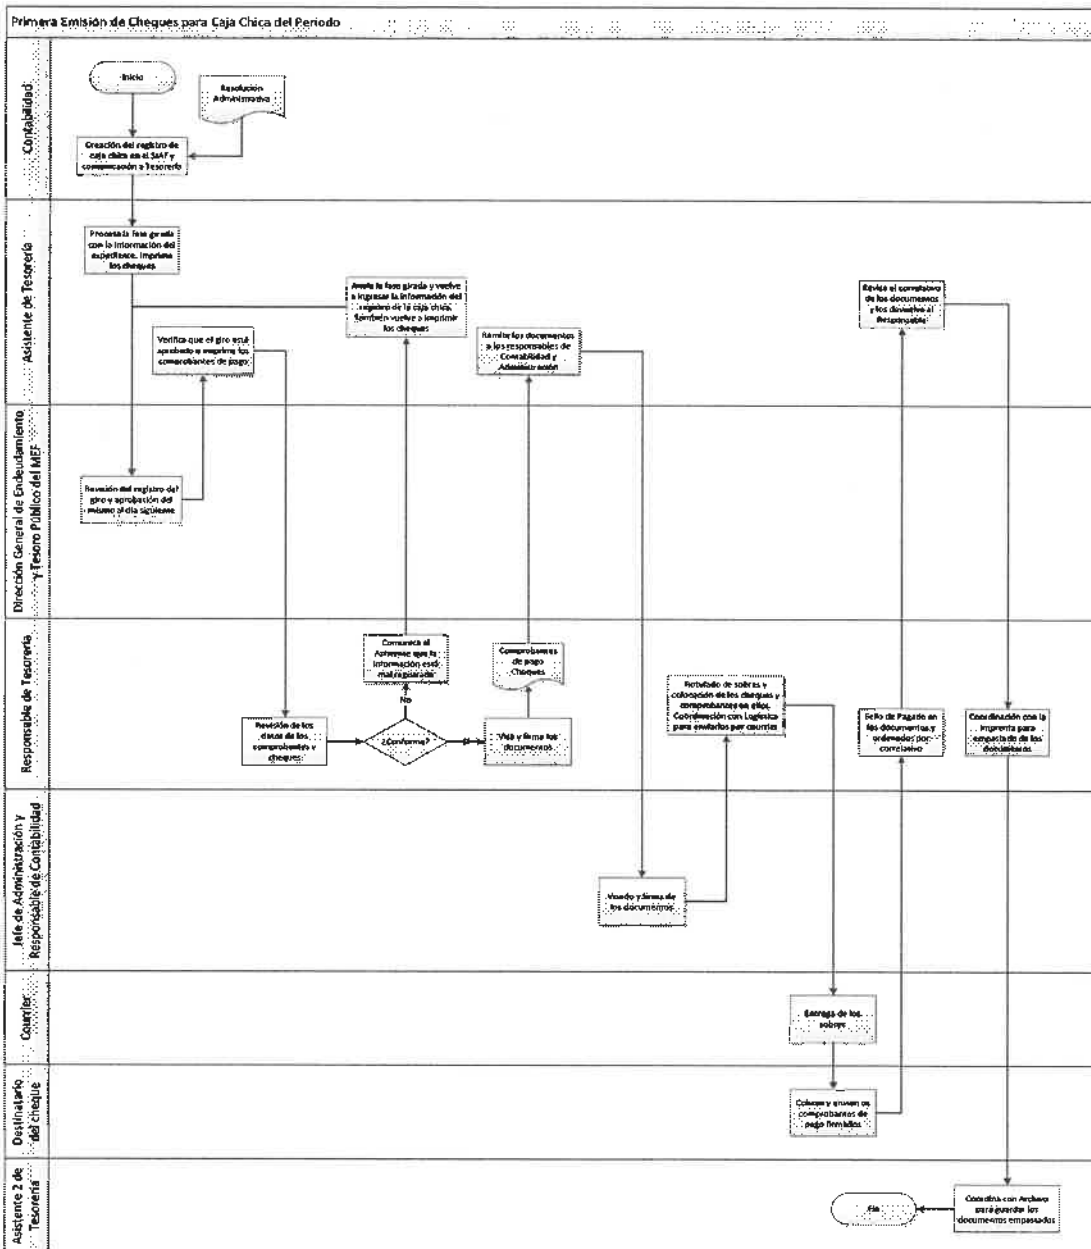 Primera Emisión de Cheques para Caja Chica del Periodo
Contabilidad
Inicio
Resolución
Administrativa
Creación del registro de
caja chica en el SIAF y
comunicación a Tesorería
Asistente de Tesorería
Procesa la fase girada
con la información del
expediente. Imprime
los cheques
Anula la fase girada y vuelve
a ingresar la información del
registro de la caja chica.
También vuelve a imprimir
los cheques
Revisa el correlativo
de los documentos
y los devuelve al
Responsable
Verifica que el giro está
aprobado e imprime los
comprobantes de pago
Remite los documentos
a los responsables de
Contabilidad y
Administración
Dirección General de Endeudamiento
y Tesoro Público del MEF
Revisión del registro del
giro y aprobación del
mismo al día siguiente
Responsable de Tesorería
Comunica al
Asistente que la
información está
mal registrada
Comprobantes
de pago
Cheques
Rotulado de sobres y
colocación de los cheques y
comprobantes en ellos.
Coordinación con Logística
para enviarlos por courrier
No
Revisión de los
datos de los
comprobantes y
cheques
¿Conforme?
Visa y firma los
documentos
Sello de Pagado en
los documentos y
ordenados por
correlativo
Coordinación con la
imprenta para
empastado de los
documentos
Jefe de Administración y
Responsable de Contabilidad
Visado y firma de
los documentos
Courrier
Entrega de los
sobres
Destinatario
del cheque
Cobran y envían los
comprobantes de
pago firmados
Asistente 2 de
Tesorería
Fin
Coordina con Archivo
para guardar los
documentos empastados